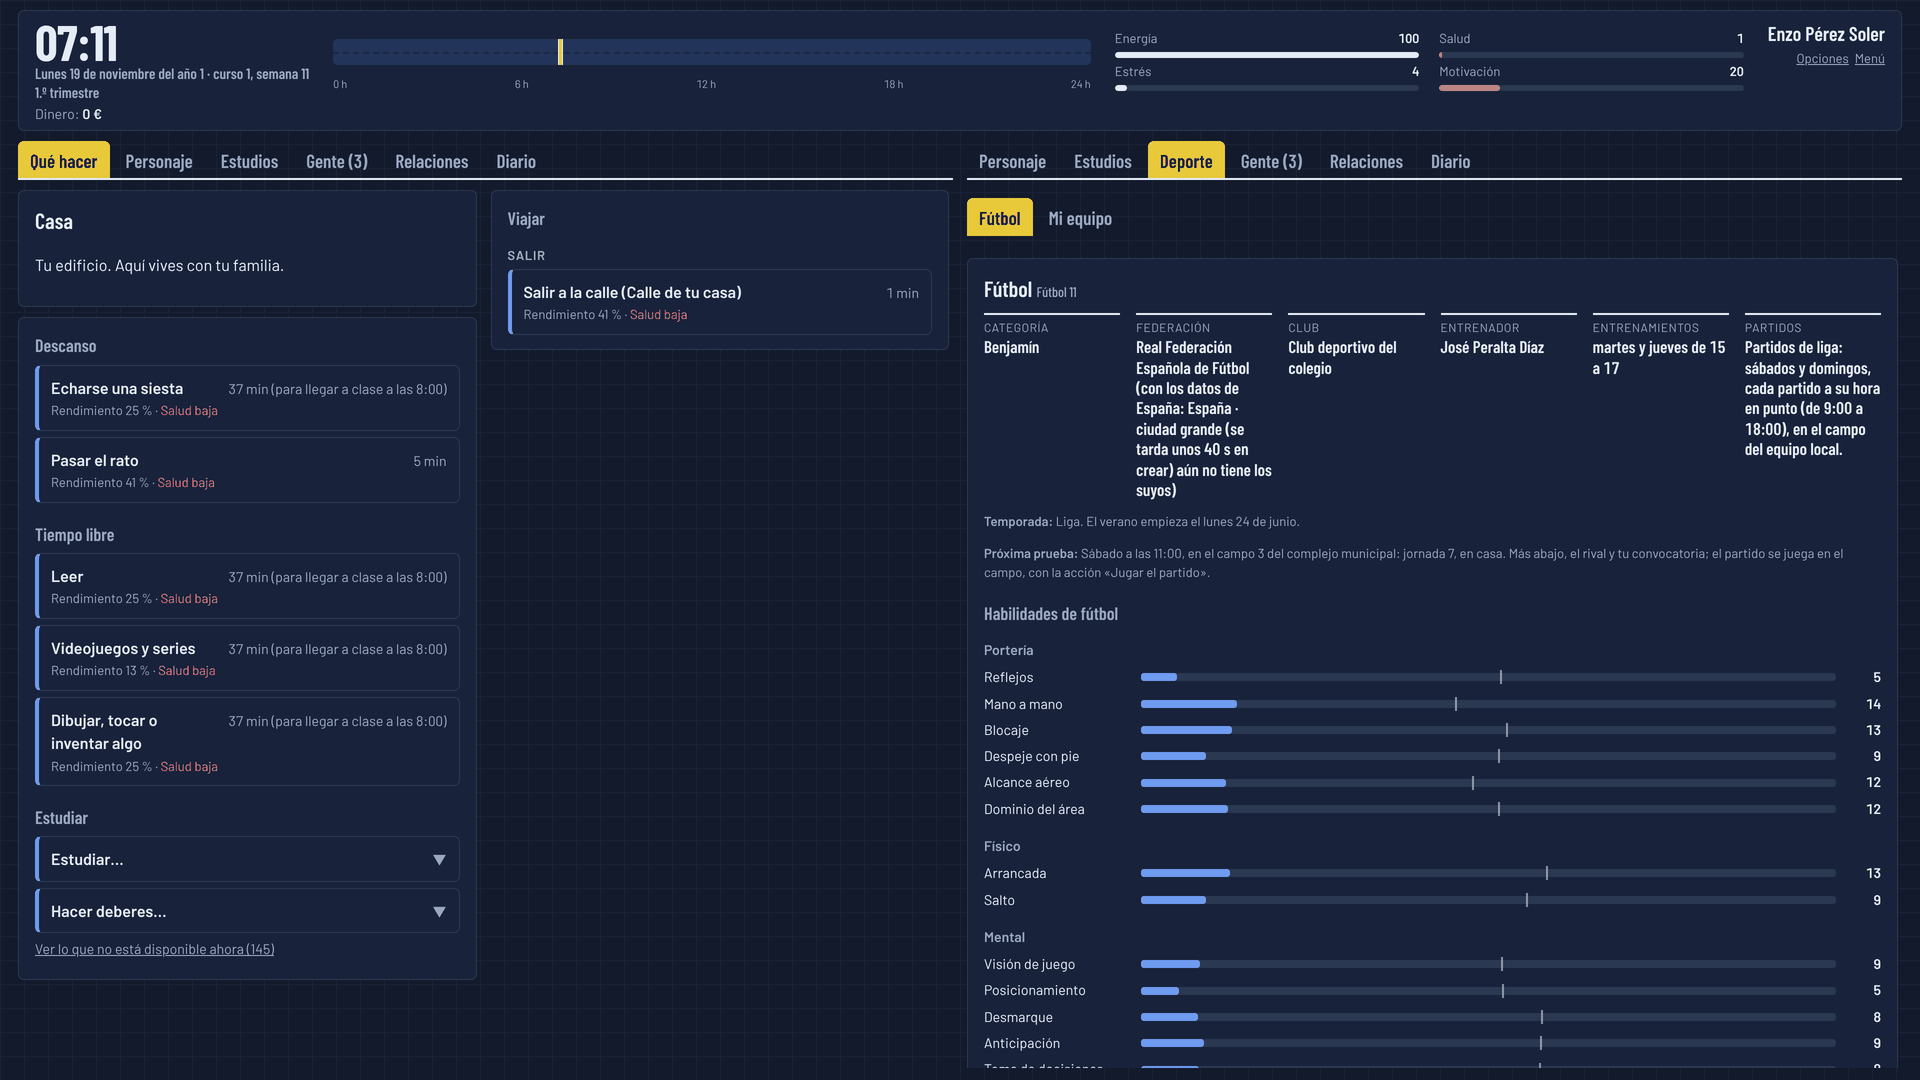 07:11
Lunes 19 de noviembre del año 1 · curso 1, semana 11
1.º trimestre
Dinero: 0 €
0 h
6 h
12 h
18 h
24 h
Energía 100
Estrés 4
Salud 1
Motivación 20
Enzo Pérez Soler
Opciones Menú
Qué hacer
Personaje
Estudios
Gente (3)
Relaciones
Diario
Casa
Tu edificio. Aquí vives con tu familia.
Descanso
Echarse una siesta 37 min (para llegar a clase a las 8:00)
Rendimiento 25 % · Salud baja
Pasar el rato 5 min
Rendimiento 41 % · Salud baja
Tiempo libre
Leer 37 min (para llegar a clase a las 8:00)
Rendimiento 25 % · Salud baja
Videojuegos y series 37 min (para llegar a clase a las 8:00)
Rendimiento 13 % · Salud baja
Dibujar, tocar o 37 min (para llegar a clase a las 8:00)
inventar algo
Rendimiento 25 % · Salud baja
Estudiar
Estudiar...
Hacer deberes...
Ver lo que no está disponible ahora (145)
Viajar
SALIR
Salir a la calle (Calle de tu casa) 1 min
Rendimiento 41 % · Salud baja
Personaje
Estudios
Deporte
Gente (3)
Relaciones
Diario
Fútbol
Mi equipo
Fútbol Fútbol 11
CATEGORÍA
Benjamín
FEDERACIÓN
Real Federación
Española de Fútbol
(con los datos de
España: España ·
ciudad grande (se
tarda unos 40 s en
crear) aún no tiene los
suyos)
CLUB
Club deportivo del
colegio
ENTRENADOR
José Peralta Díaz
ENTRENAMIENTOS
martes y jueves de 15
a 17
PARTIDOS
Partidos de liga:
sábados y domingos,
cada partido a su hora
en punto (de 9:00 a
18:00), en el campo
del equipo local.
Temporada: Liga. El verano empieza el lunes 24 de junio.
Próxima prueba: Sábado a las 11:00, en el campo 3 del complejo municipal: jornada 7, en casa. Más abajo, el rival y tu convocatoria; el partido se juega en el
campo, con la acción «Jugar el partido».
Habilidades de fútbol
Portería
Reflejos 5
Mano a mano 14
Blocaje 13
Despeje con pie 9
Alcance aéreo 12
Dominio del área 12
Físico
Arrancada 13
Salto 9
Mental
Visión de juego 9
Posicionamiento 5
Desmarque 8
Anticipación 9